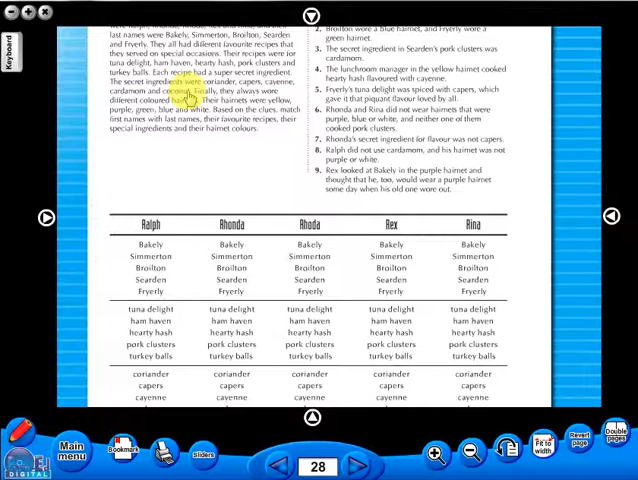 Keyboard
were Ralph, Rhonda, Rhoda, Rex and Rina, and their
last names were Bakely, Simmerton, Broilton, Searden
and Fryerly. They all had different favourite recipes that
they served on special occasions. Their recipes were for
tuna delight, ham haven, hearty hash, pork clusters and
turkey balls. Each recipe had a super secret ingredient.
The secret ingredients were coriander, capers, cayenne,
cardamom and Finally, they always wore
different coloured Their hairnets were yellow,
purple, green, blue and white. Based on the clues, match
first names with last names, their favourite recipes, their
special ingredients and their hairnet colours.
2. Broilton wore a blue hairnet, and Fryerly wore a
green hairnet.
3. The secret ingredient in Searden's pork clusters was
cardamom.
4. The lunchroom manager in the yellow hairnet cooked
hearty hash flavoured with cayenne.
5. Fryerly's tuna delight was spiced with capers, which
gave it that piquant flavour loved by all.
6. Rhonda and Rina did not wear hairnets that were
purple, blue or white, and neither one of them
cooked pork clusters.
7. Rhonda's secret ingredient for flavour was not capers.
8. Ralph did not use cardamom, and his hairnet was not
purple or white.
9. Rex looked at Bakely in the purple hairnet and
thought that he, too, would wear a purple hairnet
some day when his old one wore out.
Ralph Rhonda Rhoda Rex Rina
Bakely Bakely Bakely Bakely Bakely
Simmerton Simmerton Simmerton Simmerton Simmerton
Broilton Broilton Broilton Broilton Broilton
Searden Searden Searden Searden Searden
Fryerly Fryerly Fryerly Fryerly Fryerly
tuna delight tuna delight tuna delight tuna delight tuna delight
ham haven ham haven ham haven ham haven ham haven
hearty hash hearty hash hearty hash hearty hash hearty hash
pork clusters pork clusters pork clusters pork clusters pork clusters
turkey balls turkey balls turkey balls turkey balls turkey balls
coriander coriander coriander coriander coriander
capers capers capers capers capers
cayenne cayenne cayenne cayenne cayenne
Main menu
Bookmark
Sliders
28
Fit to width
Revert page
Double pages
DIGITAL